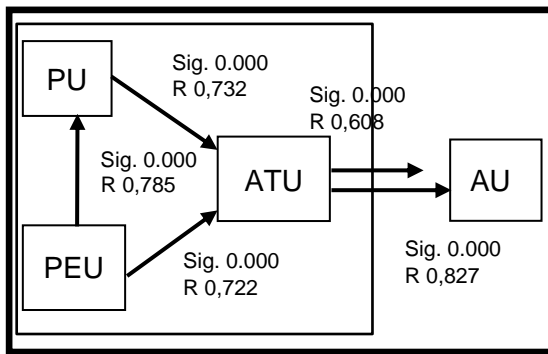 PU
Sig. 0.000
R 0,732
Sig. 0.000
R 0,608
Sig. 0.000
R 0,785
ATU
AU
PEU
Sig. 0.000
R 0,722
Sig. 0.000
R 0,827